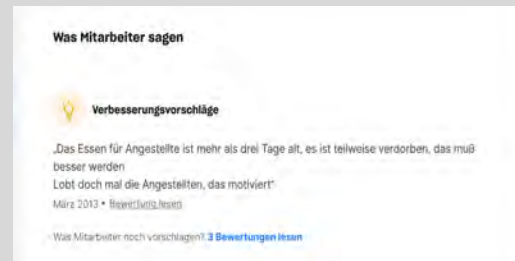 Was Mitarbeiter sagen
Verbesserungsvorschläge
„Das Essen für Angestellte ist mehr als drei Tage alt, es ist teilweise verdorben, das muß
besser werden
Lobt doch mal die Angestellten, das motiviert“
März 2013 • Bewertung lesen
Was Mitarbeiter noch vorschlagen? 3 Bewertungen lesen